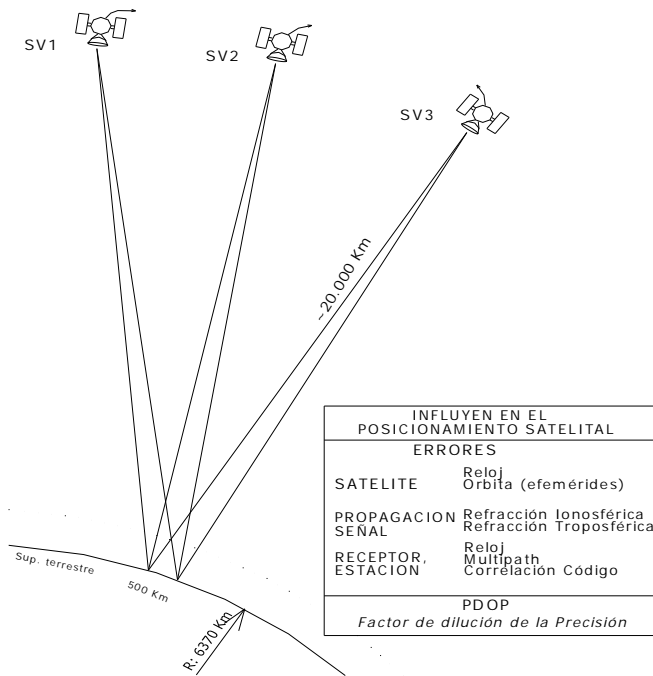 SV1
SV2
SV3
~20.000 Km
Sup. terrestre
500 Km
R: 6370 Km
INFLUYEN EN EL
POSICIONAMIENTO SATELITAL
ERRORES
SATELITE
Reloj
Orbita (efemérides)
PROPAGACION
SEÑAL
Refracción Ionosférica
Refracción Troposférica
RECEPTOR,
ESTACION
Reloj
Multipath
Correlación Código
PDOP
Factor de dilución de la Precisión